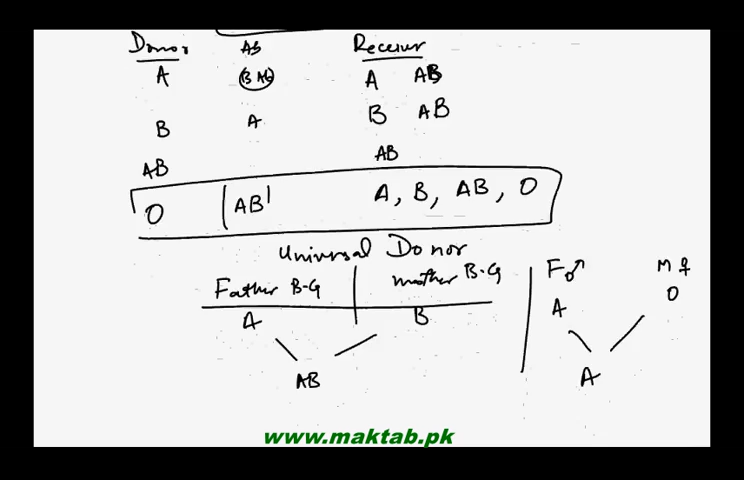 Donor Ab Receiver
A (B Ab) A AB
B A B AB
AB AB
O |AB| A, B, AB, O
Universal Donor
Father B-G mother B-G F♂ M♀
A B A O
AB A
www.maktab.pk